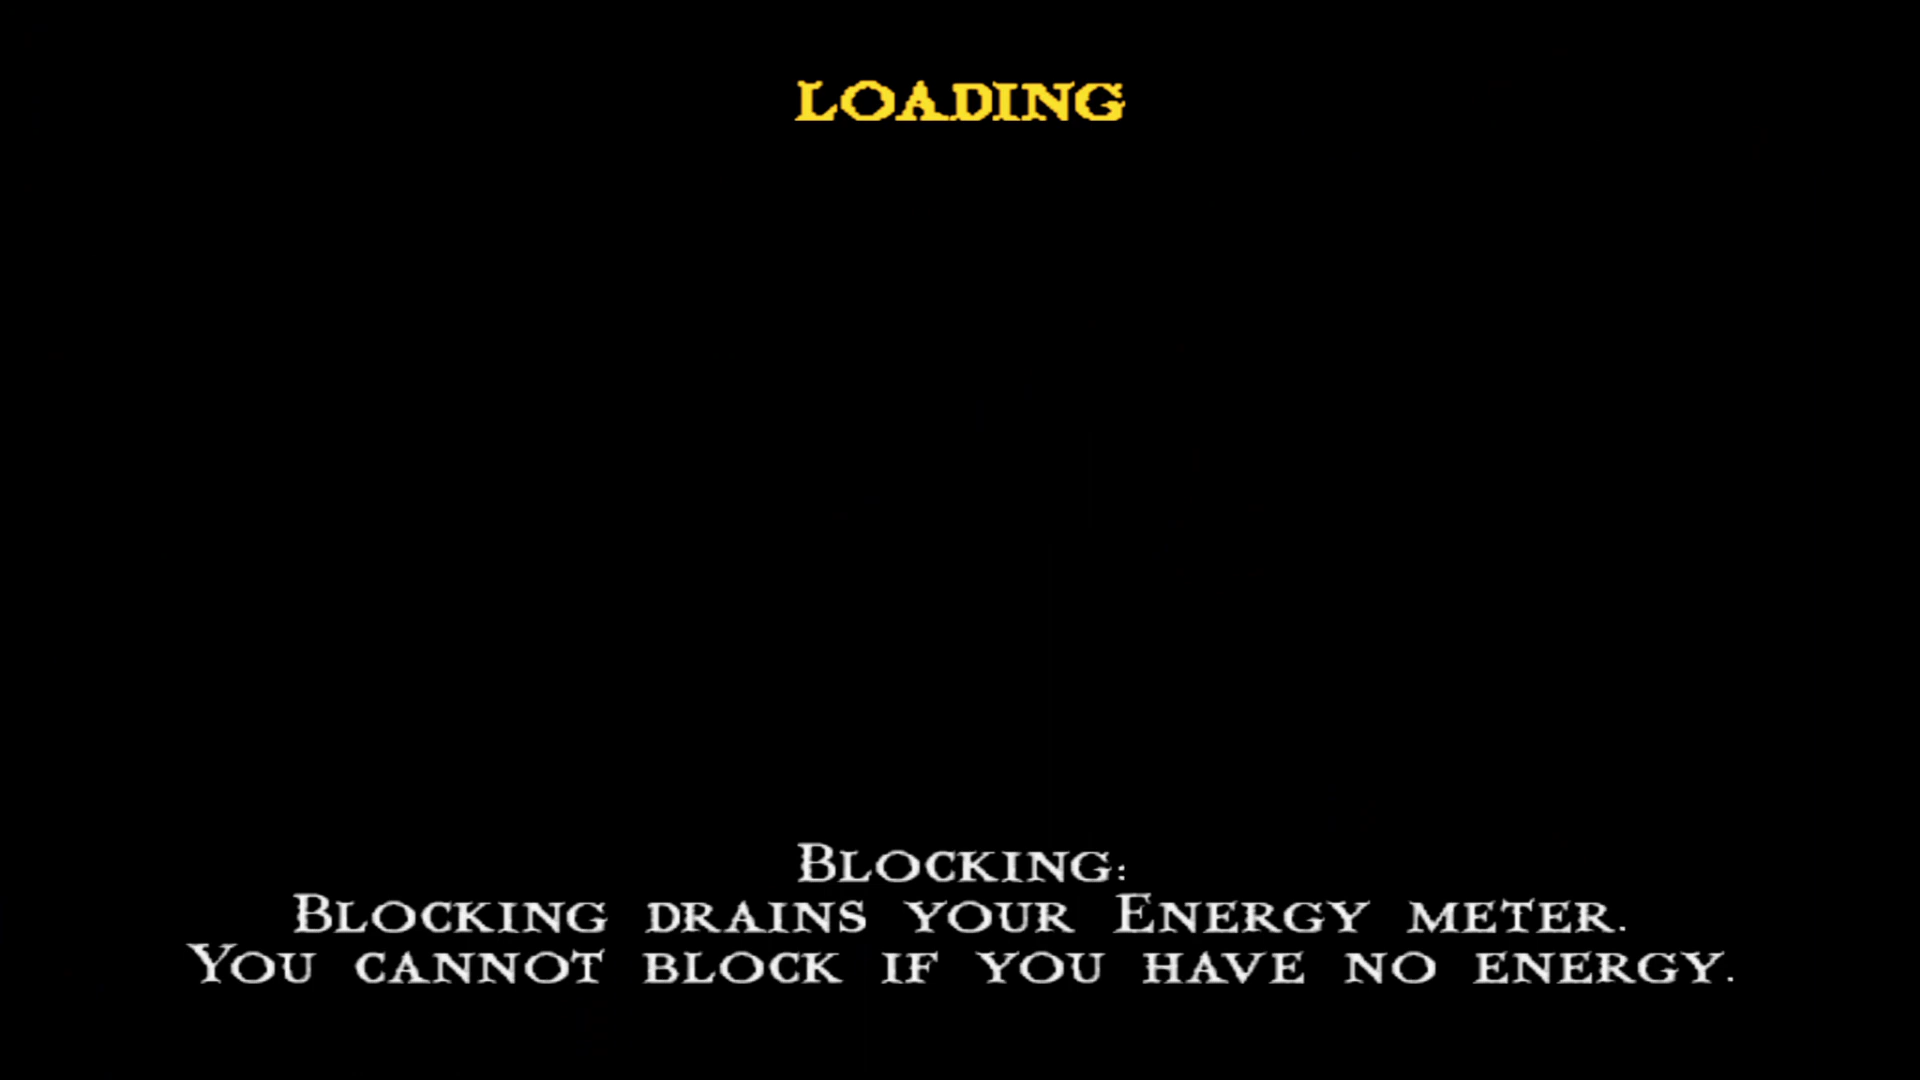 LOADING
BLOCKING:
BLOCKING DRAINS YOUR ENERGY METER.
YOU CANNOT BLOCK IF YOU HAVE NO ENERGY.